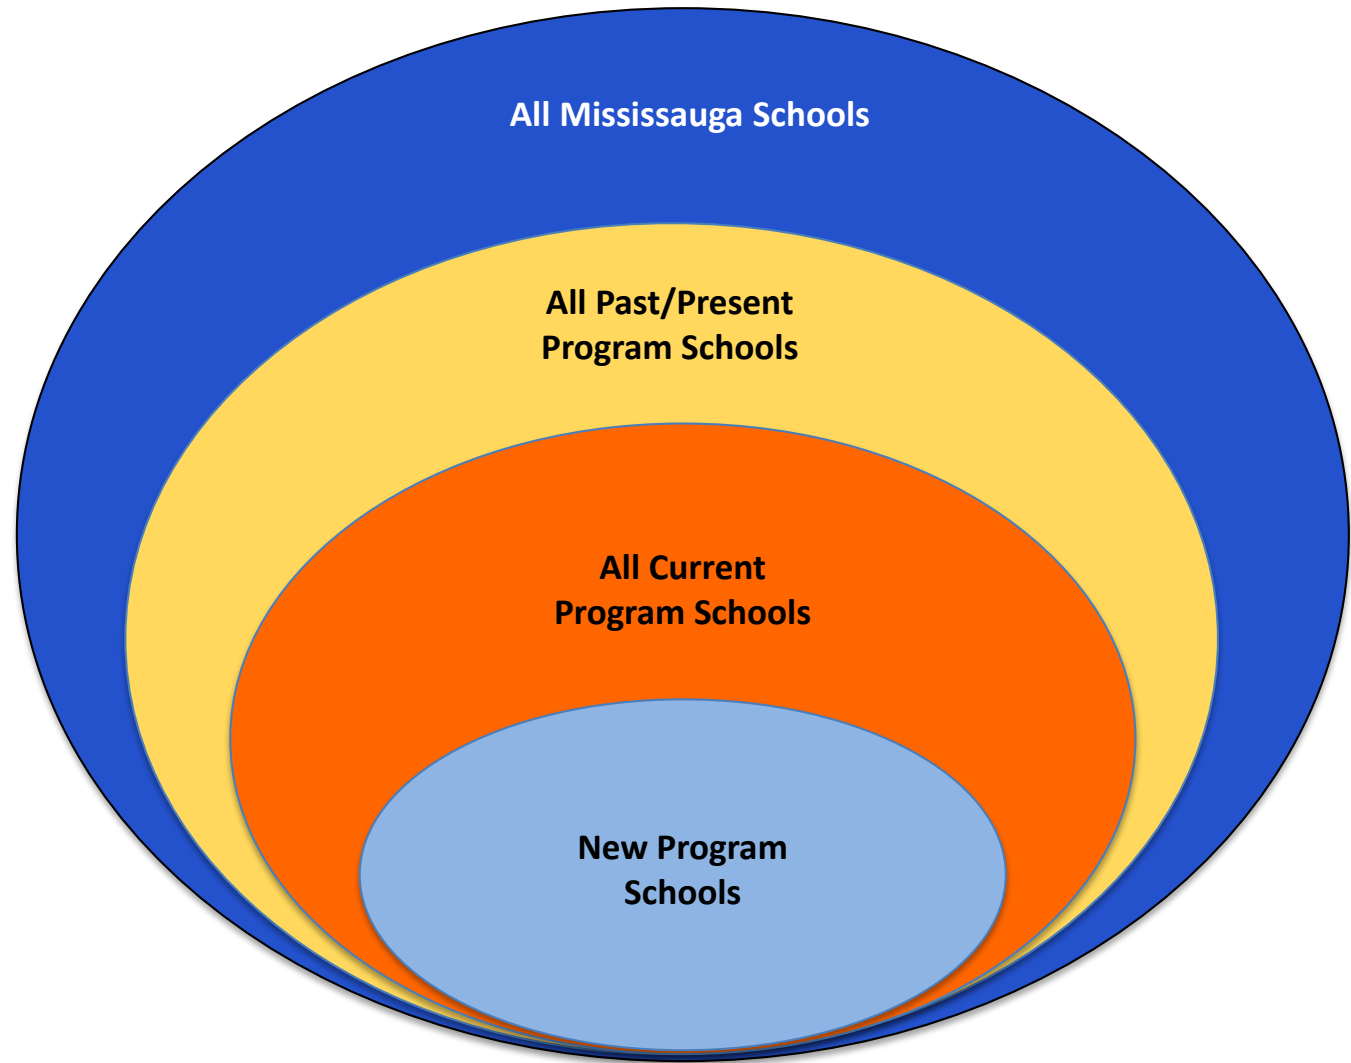 All Mississauga Schools
All Past/Present
Program Schools
All Current
Program Schools
New Program
Schools